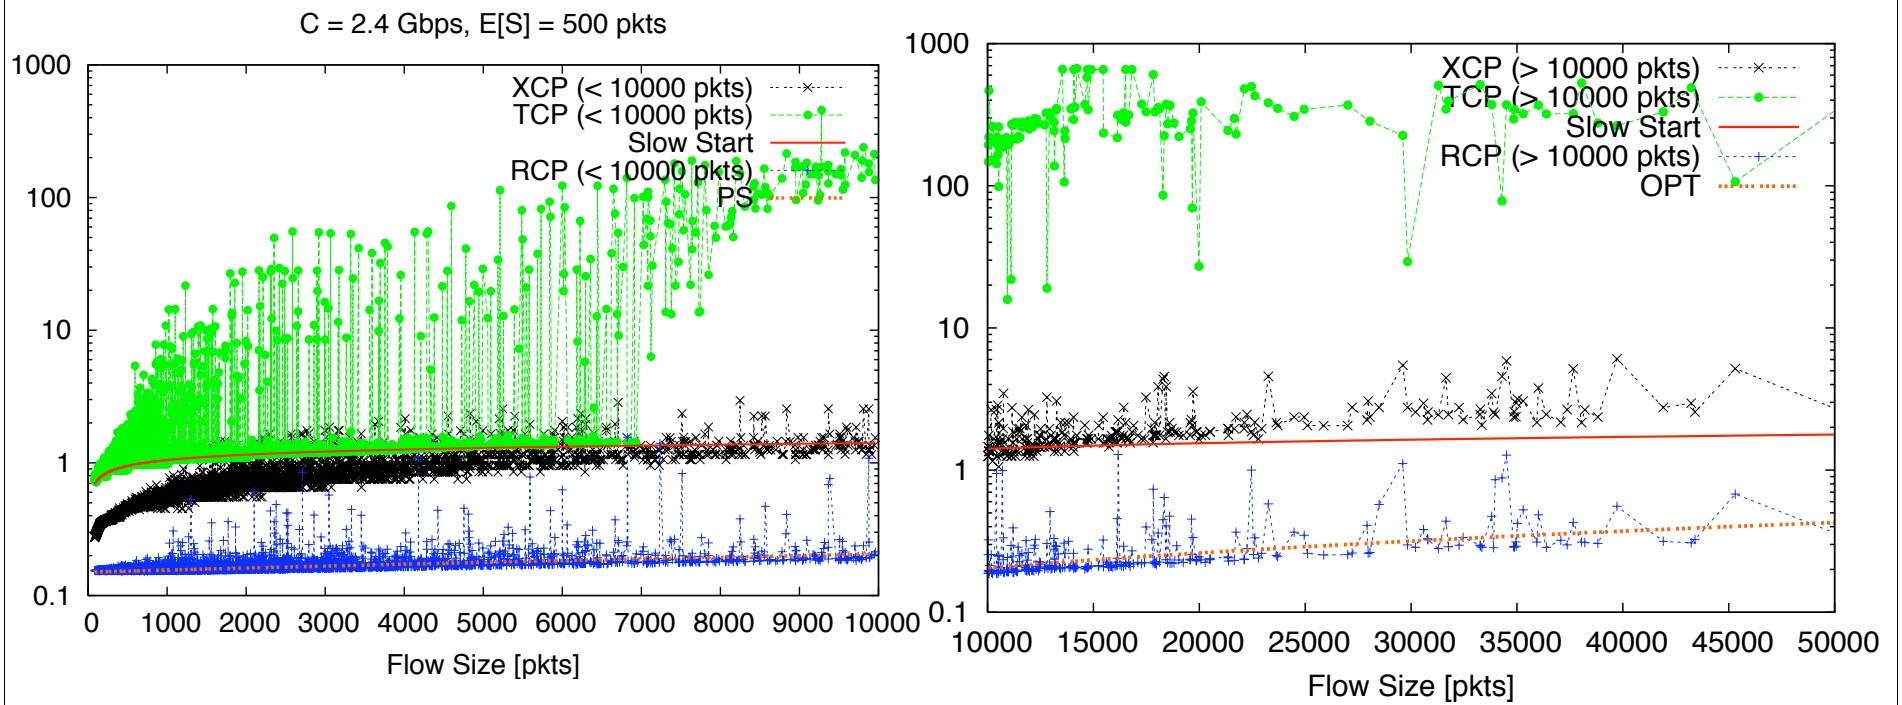 C = 2.4 Gbps, E[S] = 500 pkts
1000
100
10
1
0.1
XCP (< 10000 pkts)
TCP (< 10000 pkts)
Slow Start
RCP (< 10000 pkts)
PS
0 1000 2000 3000 4000 5000 6000 7000 8000 9000 10000
Flow Size [pkts]
1000
100
10
1
0.1
XCP (> 10000 pkts)
TCP (> 10000 pkts)
Slow Start
RCP (> 10000 pkts)
OPT
10000 15000 20000 25000 30000 35000 40000 45000 50000
Flow Size [pkts]